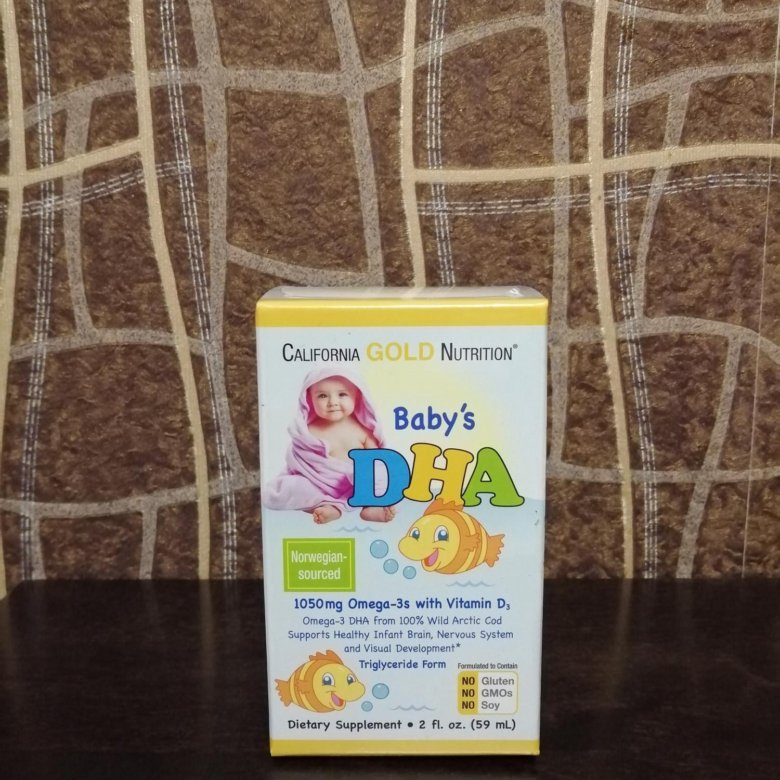 CALIFORNIA GOLD NUTRITION®
Baby's
DHA
Norwegian-
sourced
1050mg Omega-3s with Vitamin D₃
Omega-3 DHA from 100% Wild Arctic Cod
Supports Healthy Infant Brain, Nervous System
and Visual Development*
Triglyceride Form
Formulated to Contain
NO Gluten
NO GMOs
NO Soy
Dietary Supplement • 2 fl. oz. (59 mL)